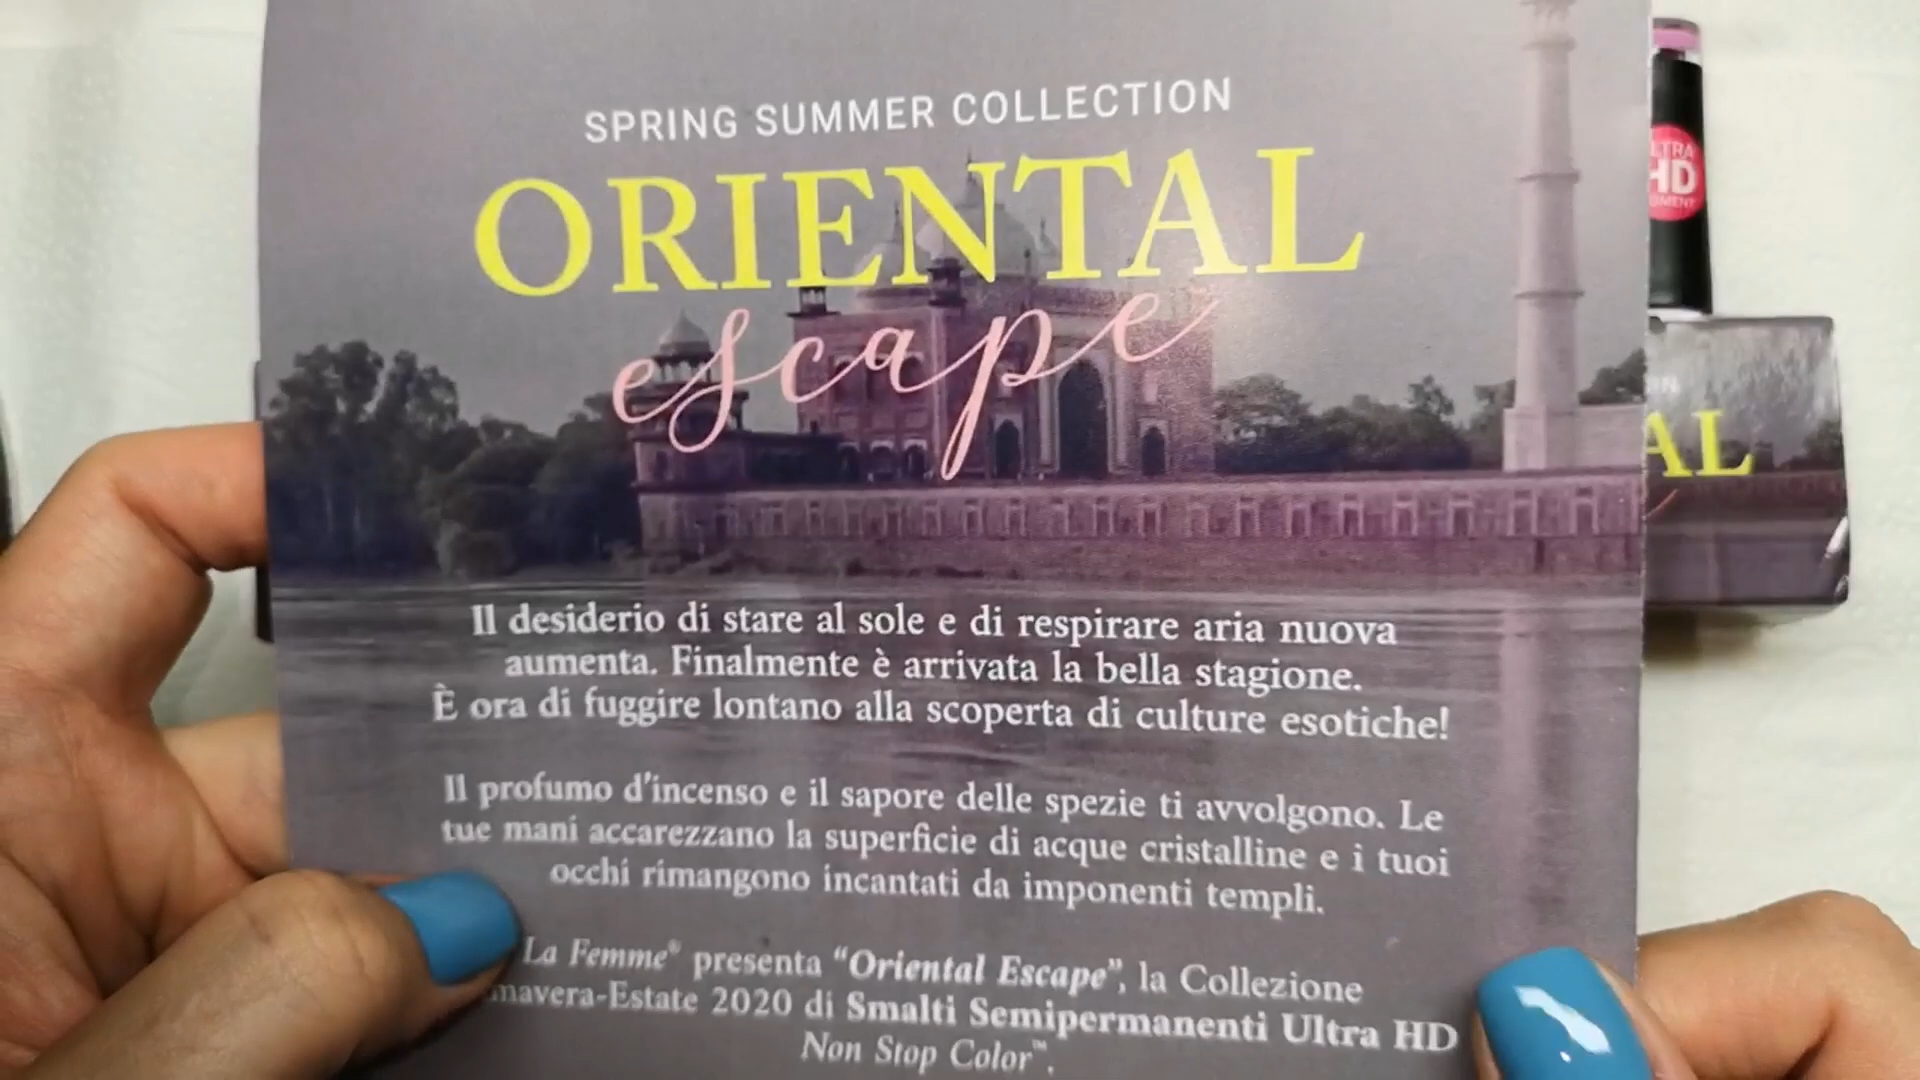 SPRING SUMMER COLLECTION
ORIENTAL
escape
Il desiderio di stare al sole e di respirare aria nuova
aumenta. Finalmente è arrivata la bella stagione.
È ora di fuggire lontano alla scoperta di culture esotiche!
Il profumo d'incenso e il sapore delle spezie ti avvolgono. Le
tue mani accarezzano la superficie di acque cristalline e i tuoi
occhi rimangono incantati da imponenti templi.
La Femme® presenta “Oriental Escape”, la Collezione
mavera-Estate 2020 di Smalti Semipermanenti Ultra HD
Non Stop Color™.
LTRA
HD
AL